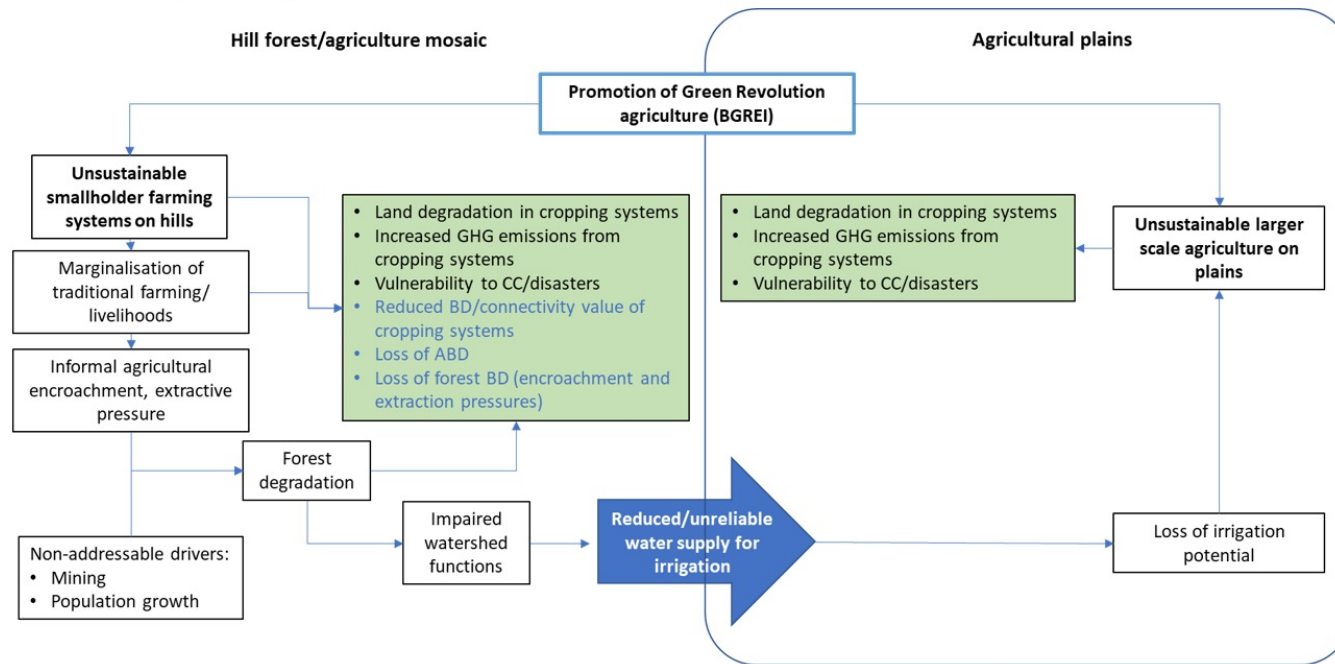 Hill forest/agriculture mosaic
Agricultural plains
Promotion of Green Revolution
agriculture (BGREI)
Unsustainable
smallholder farming
systems on hills
Marginalisation of
traditional farming/
livelihoods
Informal agricultural
encroachment, extractive
pressure
• Land degradation in cropping systems
• Increased GHG emissions from
cropping systems
• Vulnerability to CC/disasters
• Reduced BD/connectivity value of
cropping systems
• Loss of ABD
• Loss of forest BD (encroachment and
extraction pressures)
• Land degradation in cropping systems
• Increased GHG emissions from
cropping systems
• Vulnerability to CC/disasters
Unsustainable larger
scale agriculture on
plains
Forest
degradation
Non-addressable drivers:
• Mining
• Population growth
Impaired
watershed
functions
Reduced/unreliable
water supply for
irrigation
Loss of irrigation
potential